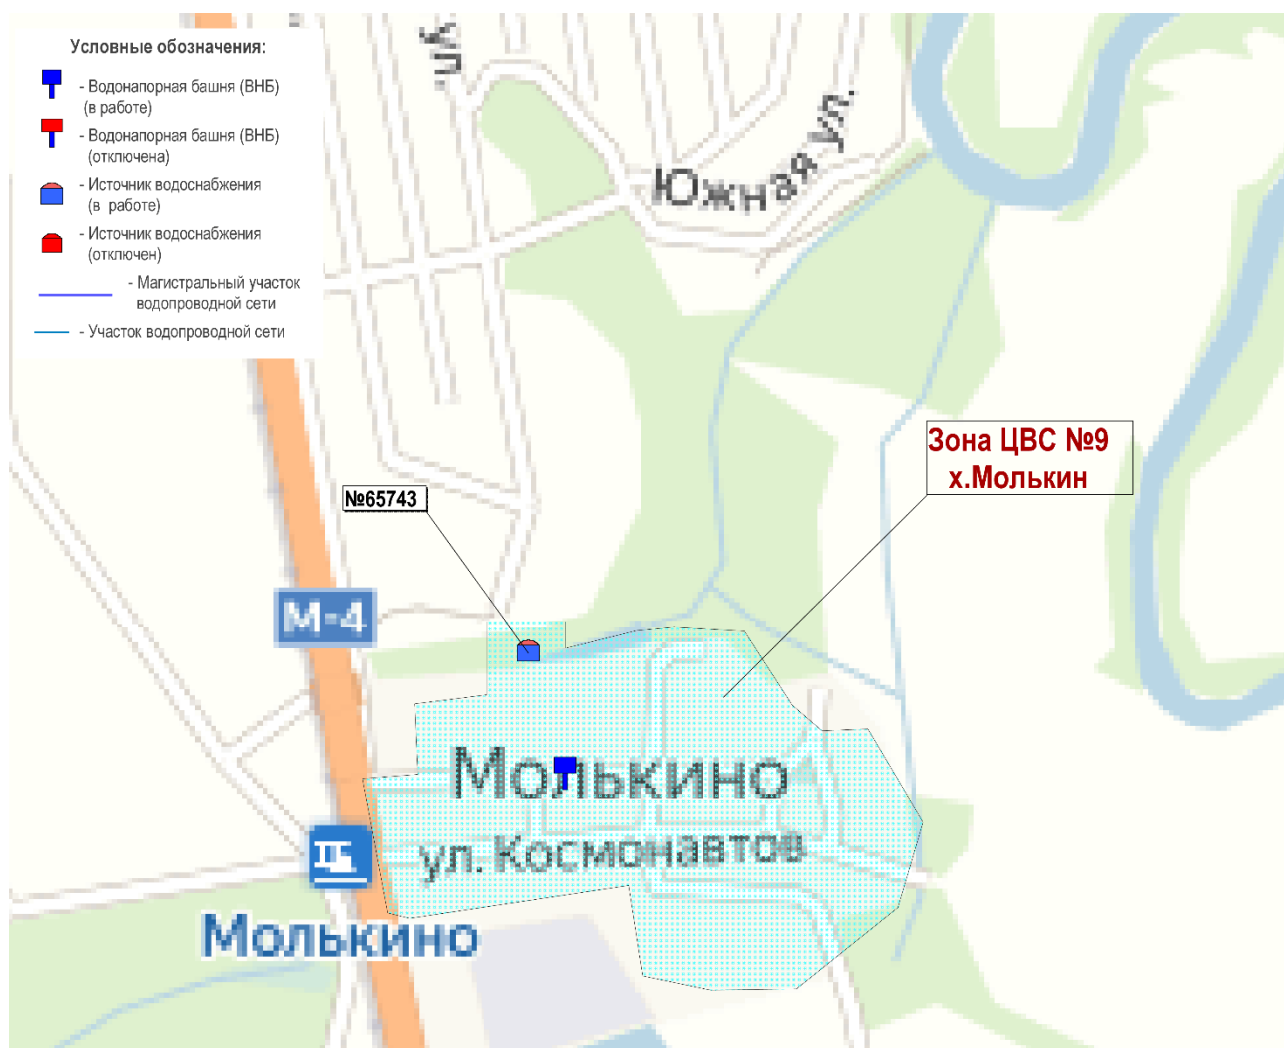 Условные обозначения:
- Водонапорная башня (ВНБ)
(в работе)
- Водонапорная башня (ВНБ)
(отключена)
- Источник водоснабжения
(в работе)
- Источник водоснабжения
(отключен)
- Магистральный участок
водопроводной сети
- Участок водопроводной сети
ул.
Южная ул.
Зона ЦВС №9
х.Молькин
№65743
М-4
Молькино
ул. Космонавтов
Молькино